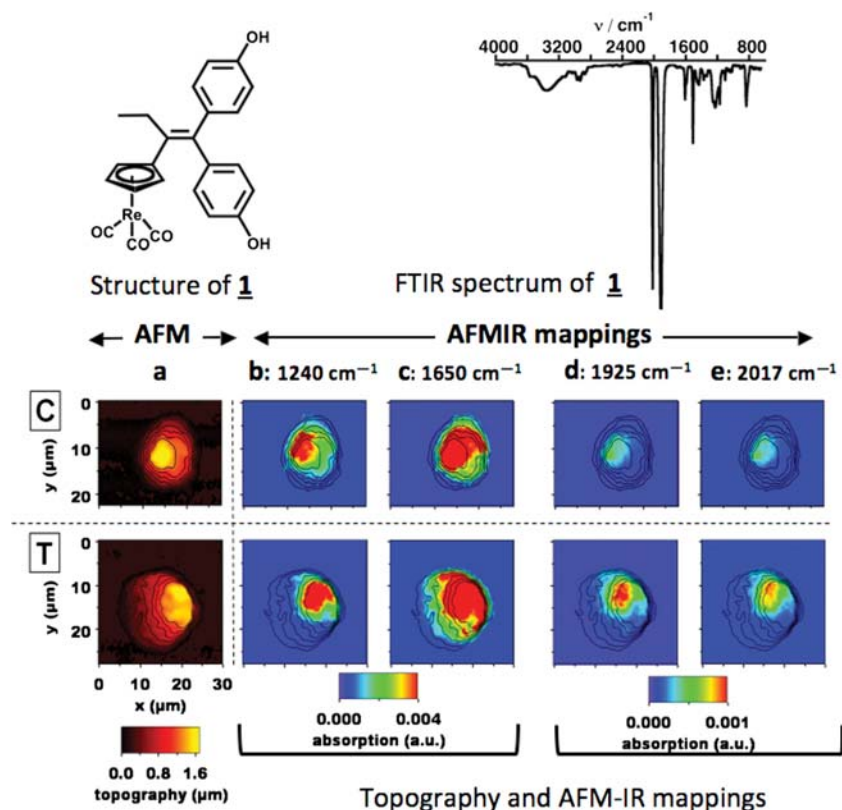 OH
ν / cm⁻¹
4000 3200 2400 1600 800
Re
OC
CO
CO
OH
Structure of 1
FTIR spectrum of 1
AFM
AFMIR mappings
a
b: 1240 cm⁻¹
c: 1650 cm⁻¹
d: 1925 cm⁻¹
e: 2017 cm⁻¹
C
0
10
20
y (µm)
T
0
10
20
y (µm)
0 10 20 30
x (µm)
0.0 0.8 1.6
topography (µm)
0.000 0.004
absorption (a.u.)
0.000 0.001
absorption (a.u.)
Topography and AFM-IR mappings